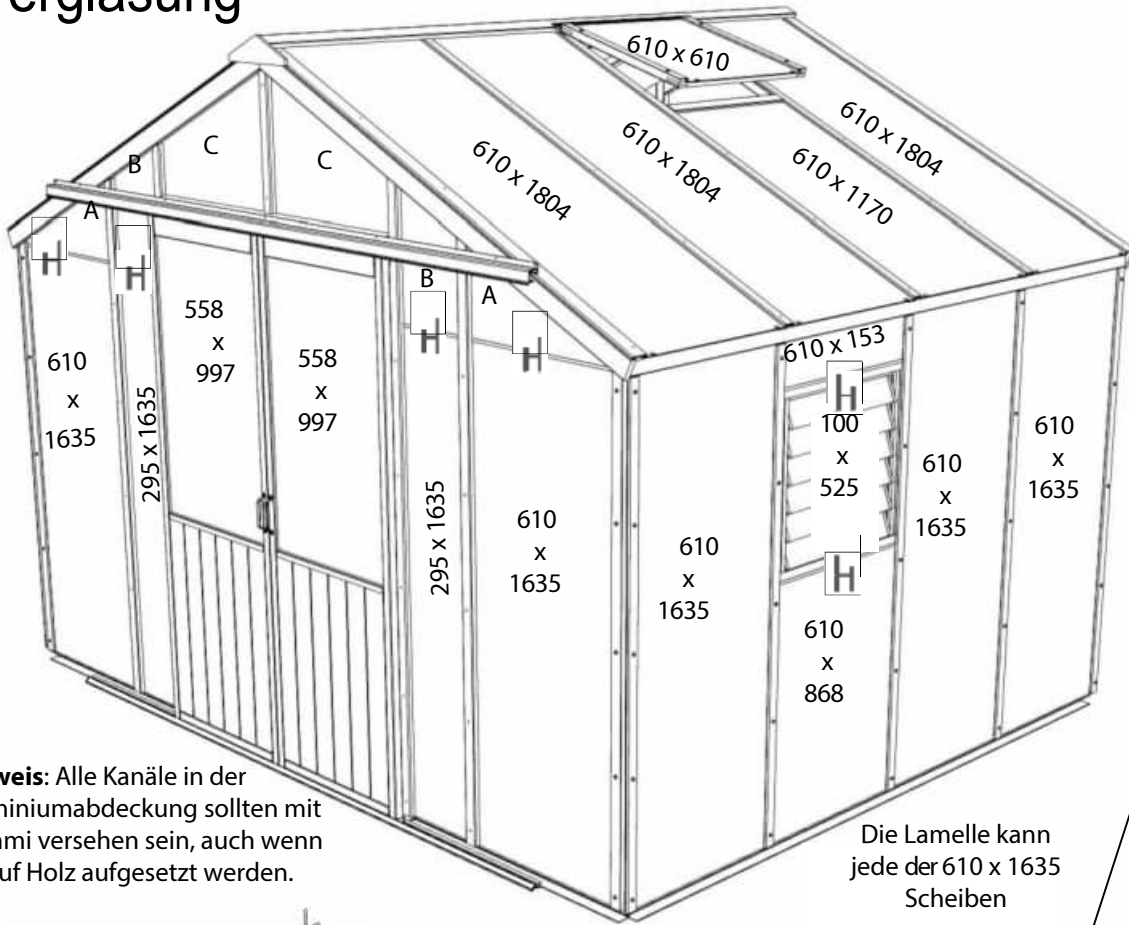 erglasung
610 x 610
C
C
B
A
610 x 1804
610 x 1804
610 x 1170
610 x 1804
H
H
B
A
H
H
558
x
997
558
x
997
610
x
1635
295 x 1635
295 x 1635
610
x
1635
610 x 153
H
100
x
525
H
610
x
868
610
x
1635
610
x
1635
610
x
1635
weis: Alle Kanäle in der
miniumabdeckung sollten mit
mi versehen sein, auch wenn
uf Holz aufgesetzt werden.
Die Lamelle kann
jede der 610 x 1635
Scheiben